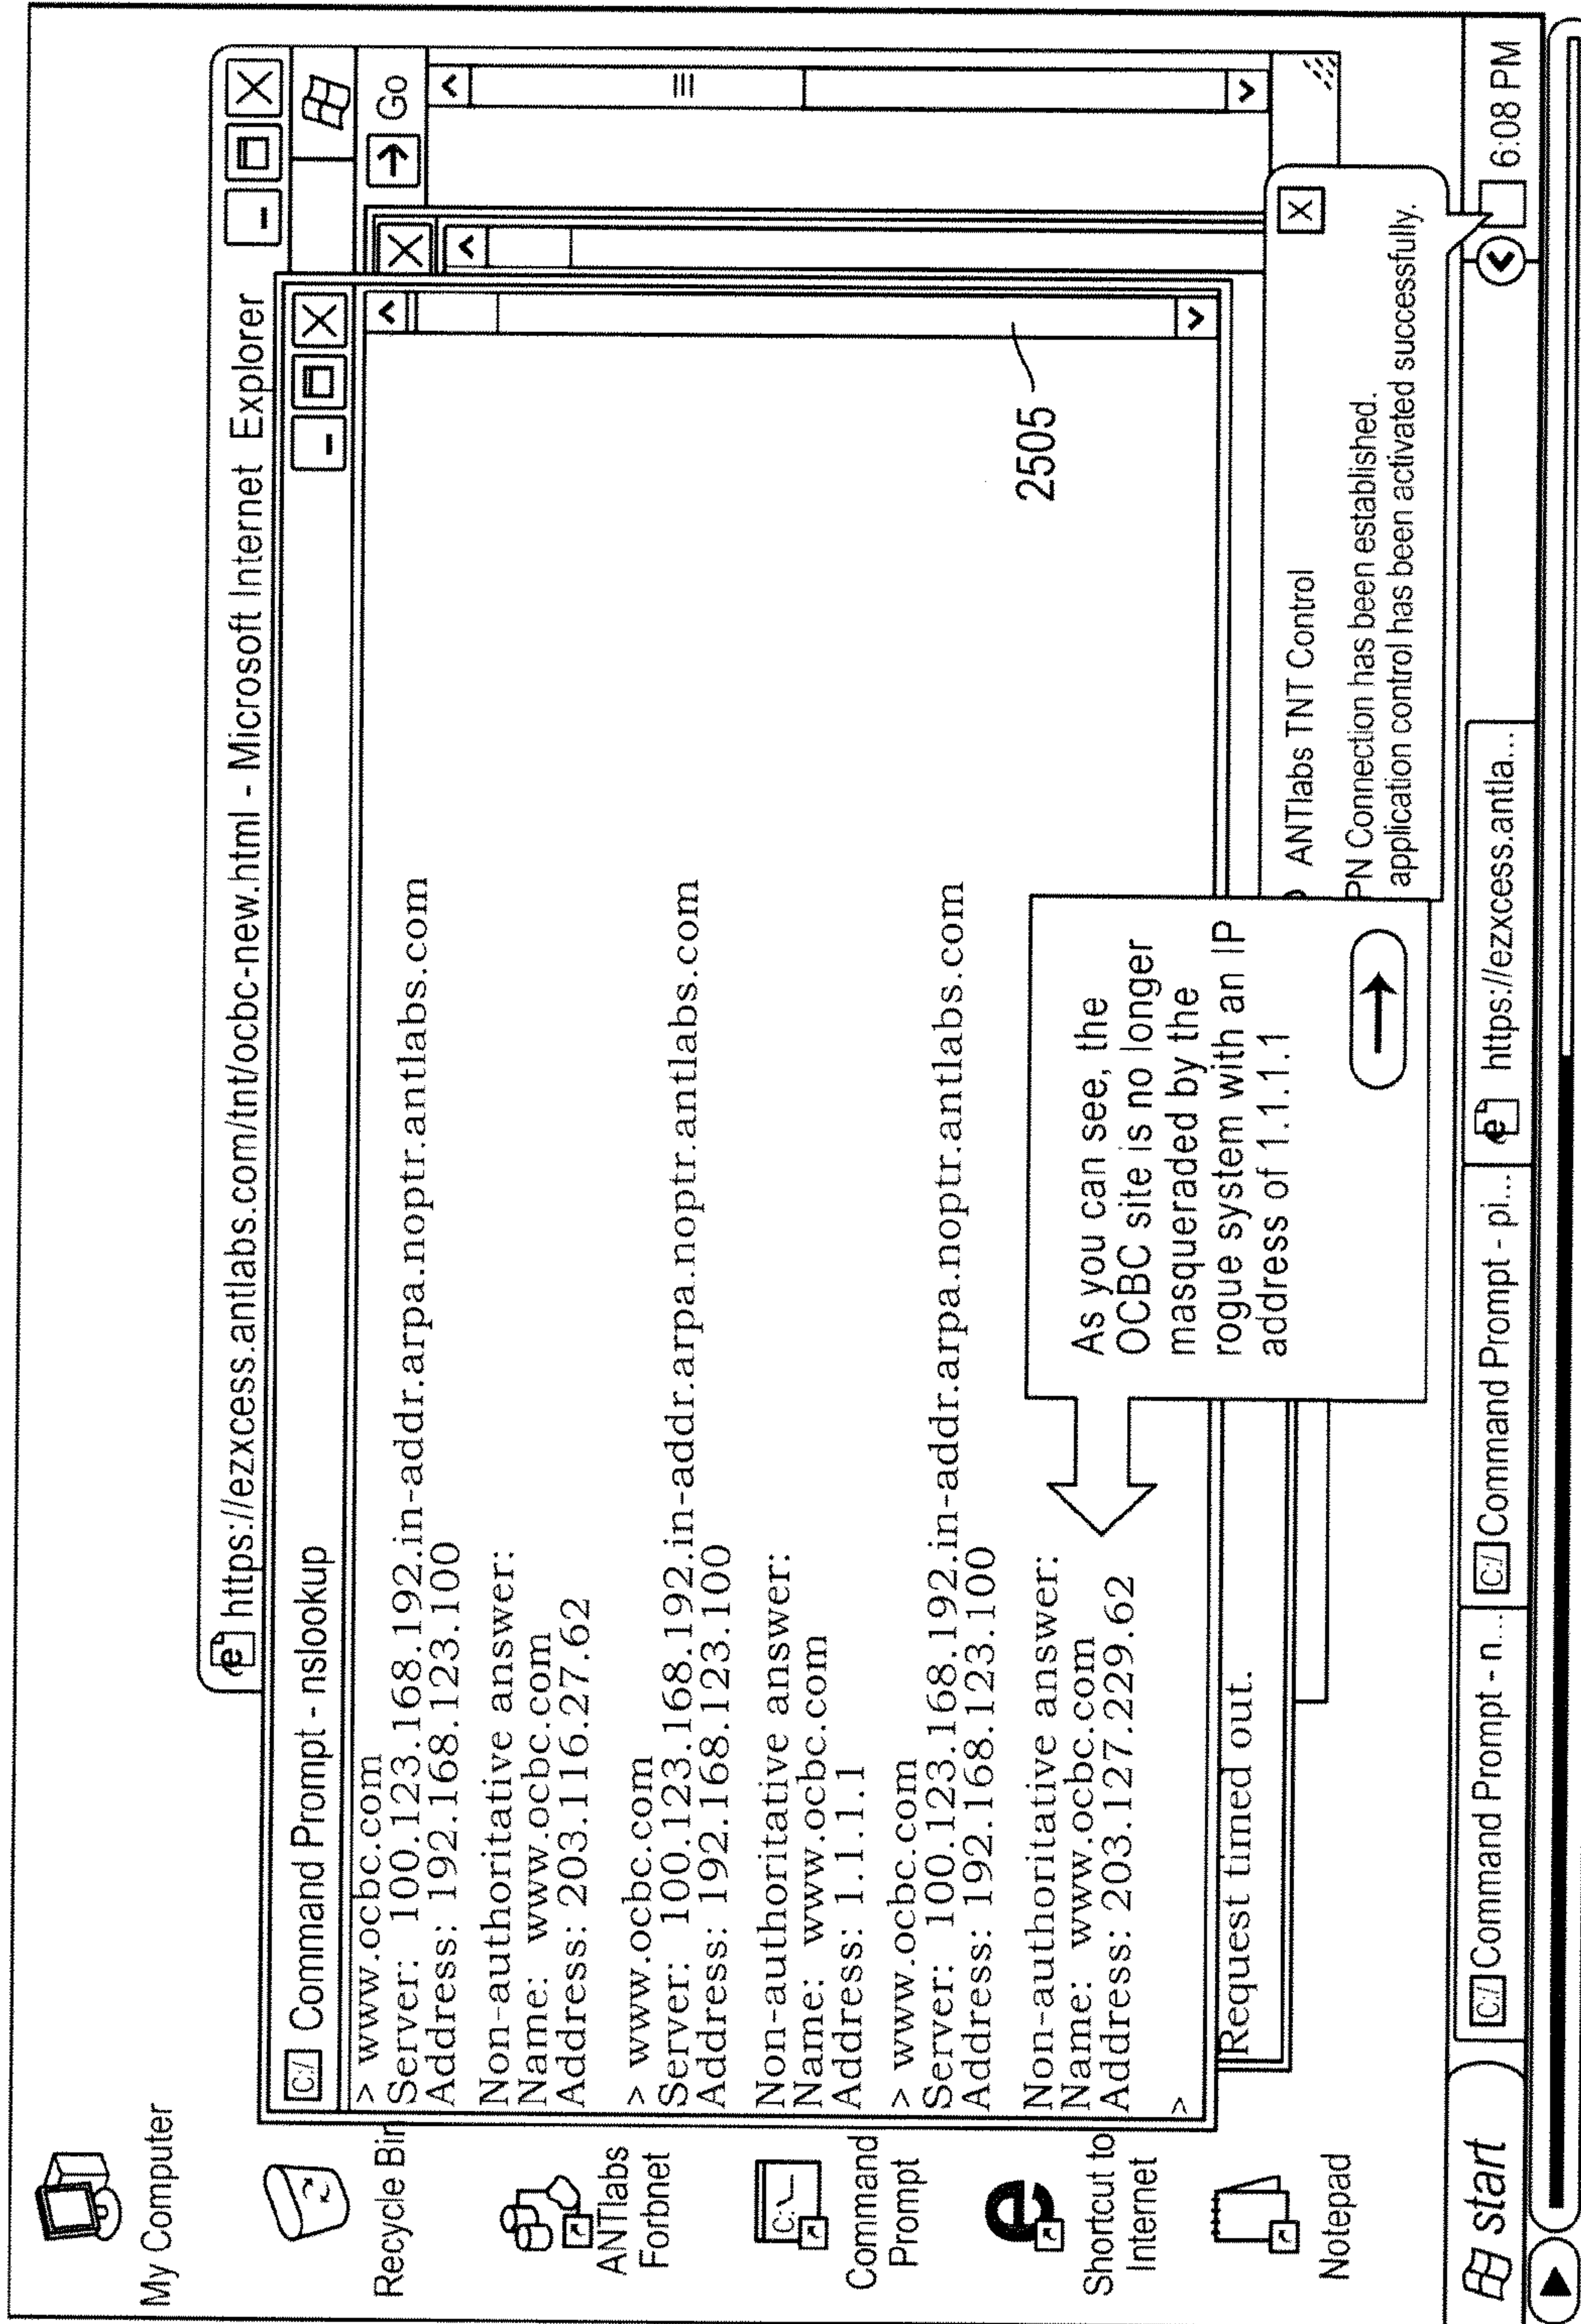 My Computer
Recycle Bin
ANTlabs
Forbnet
Command
Prompt
Shortcut to
Internet
Notepad
https://ezxcess.antlabs.com/tnt/ocbc-new.html - Microsoft Internet Explorer
Go
C:/ Command Prompt - nslookup
> www.ocbc.com
Server: 100.123.168.192.in-addr.arpa.noptr.antlabs.com
Address: 192.168.123.100
Non-authoritative answer:
Name: www.ocbc.com
Address: 203.116.27.62
> www.ocbc.com
Server: 100.123.168.192.in-addr.arpa.noptr.antlabs.com
Address: 192.168.123.100
Non-authoritative answer:
Name: www.ocbc.com
Address: 1.1.1.1
> www.ocbc.com
Server: 100.123.168.192.in-addr.arpa.noptr.antlabs.com
Address: 192.168.123.100
Non-authoritative answer:
Name: www.ocbc.com
Address: 203.127.229.62
>
2505
As you can see, the
OCBC site is no longer
masqueraded by the
rogue system with an IP
address of 1.1.1.1
Request timed out.
ANTlabs TNT Control
PN Connection has been established.
application control has been activated successfully.
start
C:/ Command Prompt - n...
C:/ Command Prompt - pi...
https://ezxcess.antla...
6:08 PM